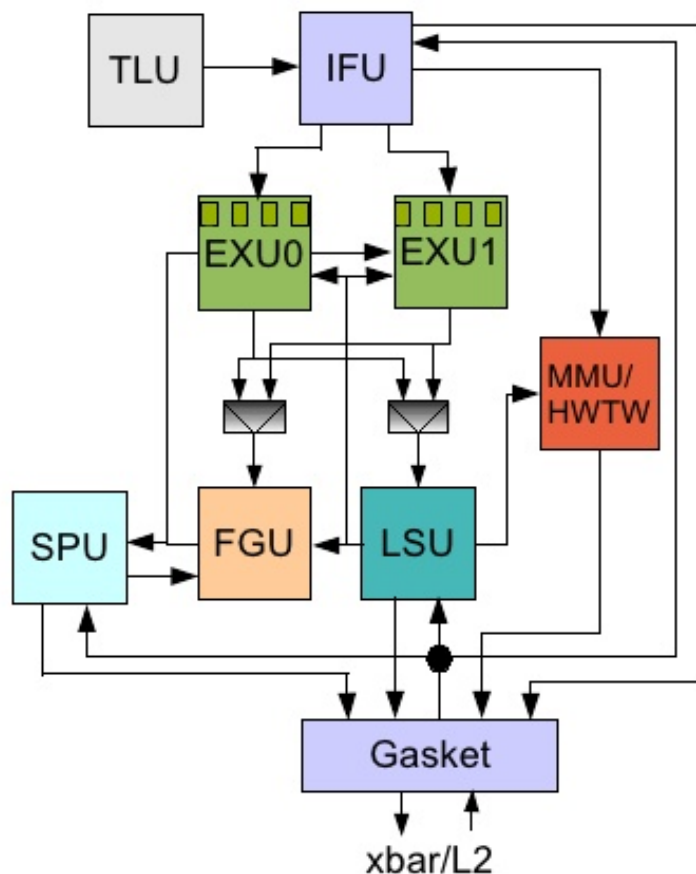 TLU
IFU
EXU0
EXU1
MMU/
HWTW
SPU
FGU
LSU
Gasket
xbar/L2